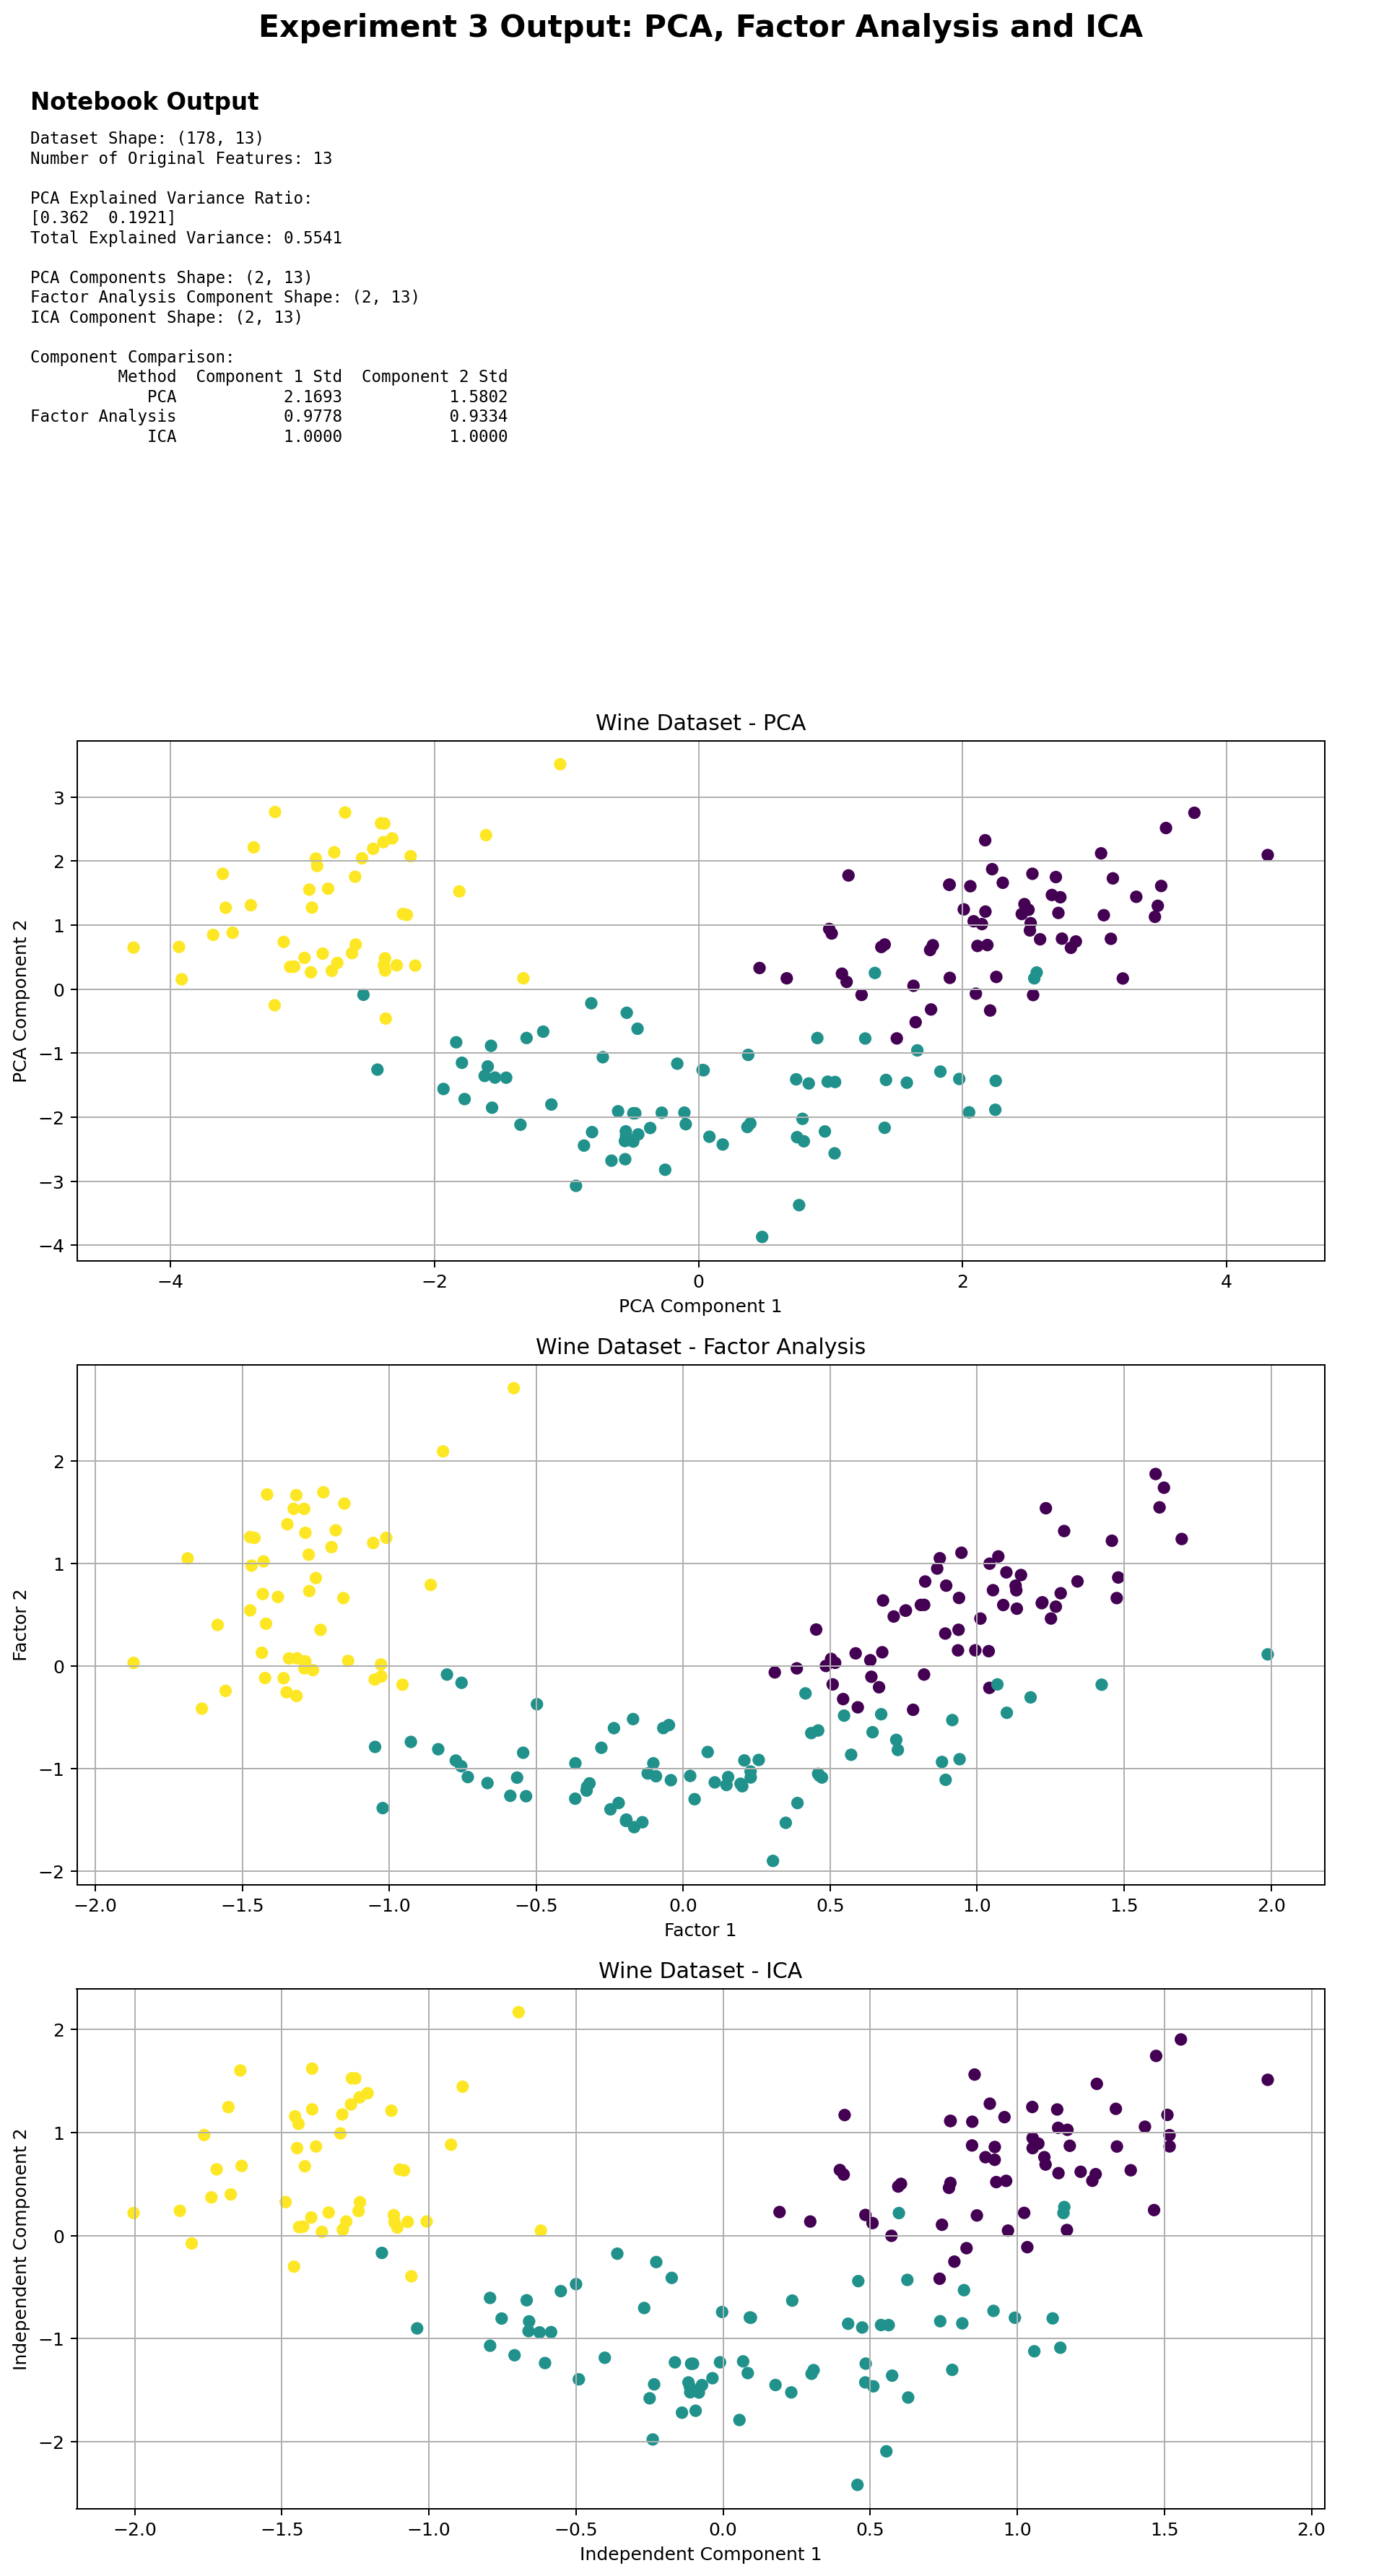 Experiment 3 Output: PCA, Factor Analysis and ICA
Notebook Output
Dataset Shape: (178, 13)
Number of Original Features: 13
PCA Explained Variance Ratio:
[0.362  0.1921]
Total Explained Variance: 0.5541
PCA Components Shape: (2, 13)
Factor Analysis Component Shape: (2, 13)
ICA Component Shape: (2, 13)
Component Comparison:
Method  Component 1 Std  Component 2 Std
PCA  2.1693  1.5802
Factor Analysis  0.9778  0.9334
ICA  1.0000  1.0000
Wine Dataset - PCA
PCA Component 2
3
2
1
0
−1
−2
−3
−4
−4 −2 0 2 4
PCA Component 1
Wine Dataset - Factor Analysis
Factor 2
2
1
0
−1
−2
−2.0 −1.5 −1.0 −0.5 0.0 0.5 1.0 1.5 2.0
Factor 1
Wine Dataset - ICA
Independent Component 2
2
1
0
−1
−2
−2.0 −1.5 −1.0 −0.5 0.0 0.5 1.0 1.5 2.0
Independent Component 1